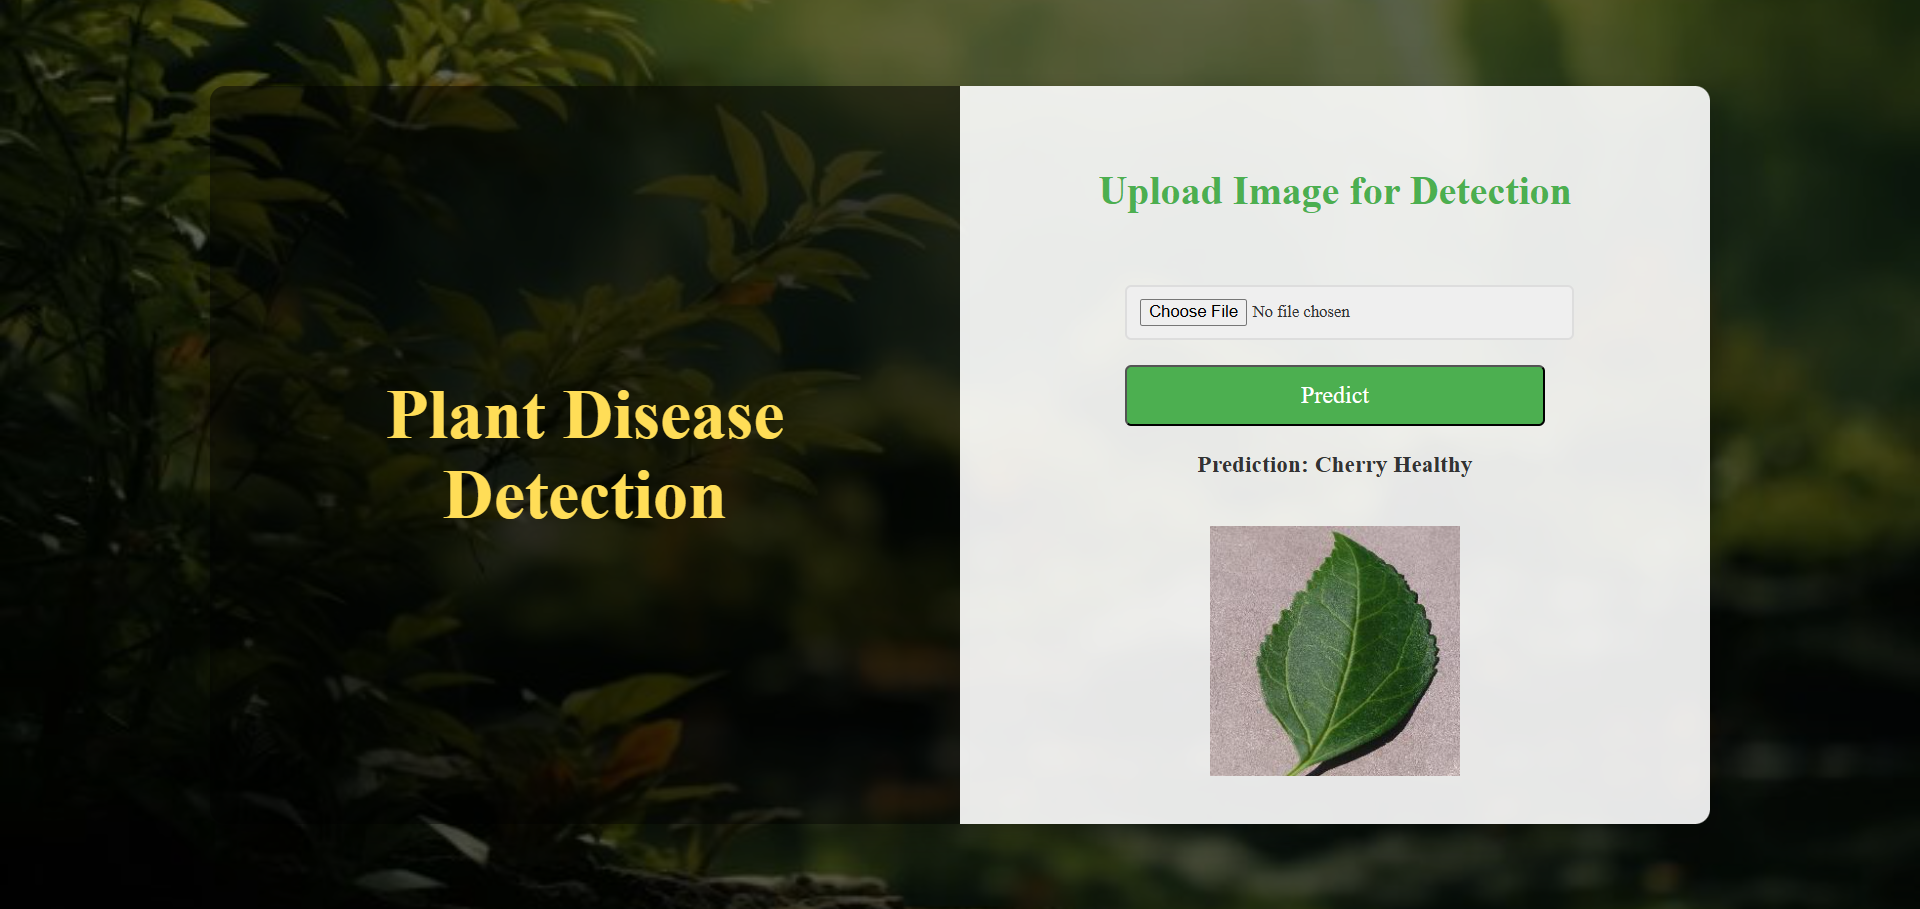 Plant Disease
Detection
Upload Image for Detection
Choose File No file chosen
Predict
Prediction: Cherry Healthy